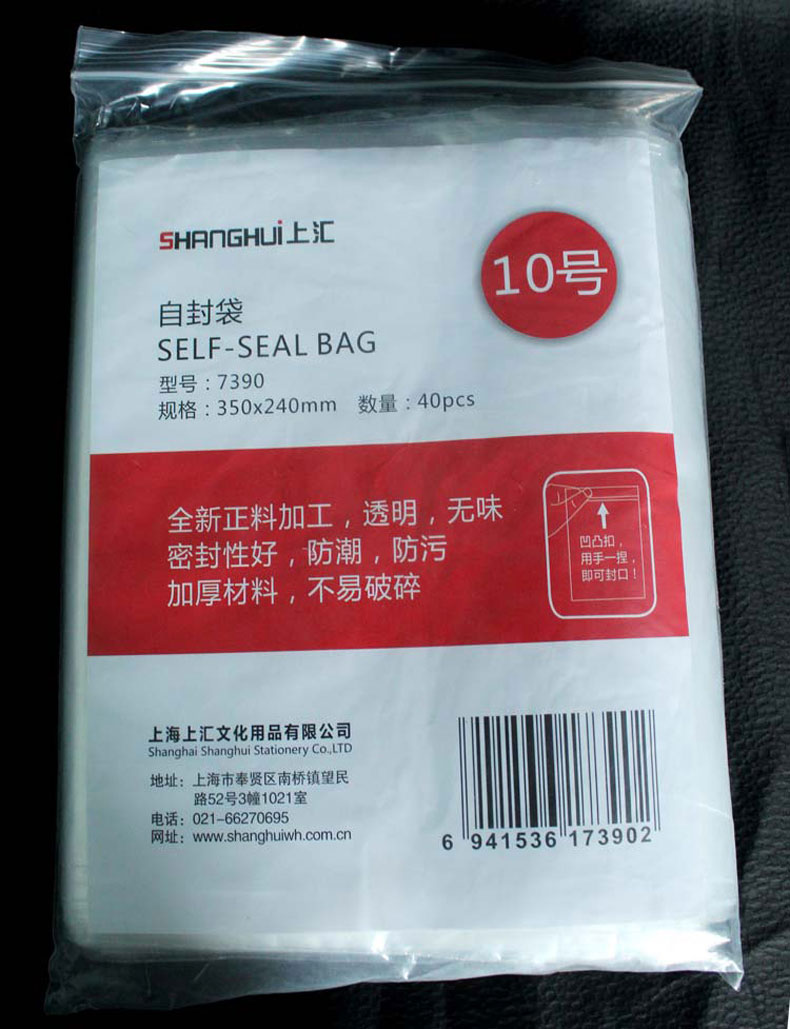 SHANGHUI上汇
10号
自封袋
SELF-SEAL BAG
型号：7390
规格：350x240mm 数量：40pcs
全新正料加工，透明，无味
密封性好，防潮，防污
加厚材料，不易破碎
凹凸扣，
用手一捏，
即可封口！
上海上汇文化用品有限公司
Shanghai Shanghui Stationery Co.,LTD
地址：上海市奉贤区南桥镇望民
路52号3幢1021室
电话：021-66270695
网址：www.shanghuiwh.com.cn
6 941536 173902